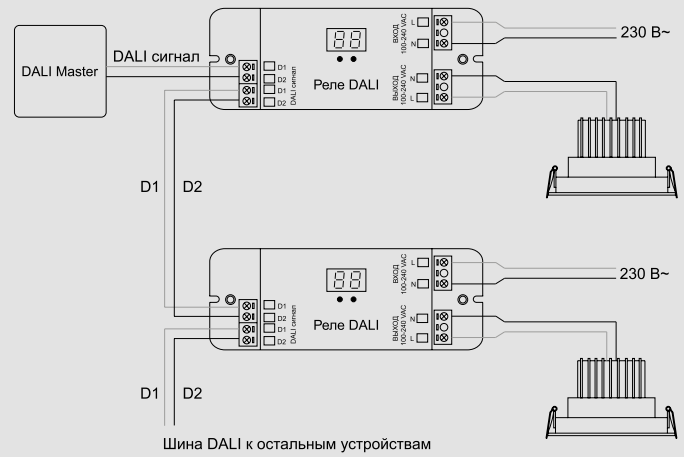 DALI Master
DALI сигнал
D1
D2
D1
D2
DALI сигнал
88
Реле DALI
L
N
ВХОД
100-240 VAC
N
L
ВЫХОД
100-240 VAC
230 В~
D1
D2
D1
D2
D1
D2
DALI сигнал
88
Реле DALI
L
N
ВХОД
100-240 VAC
N
L
ВЫХОД
100-240 VAC
230 В~
D1
D2
Шина DALI к остальным устройствам